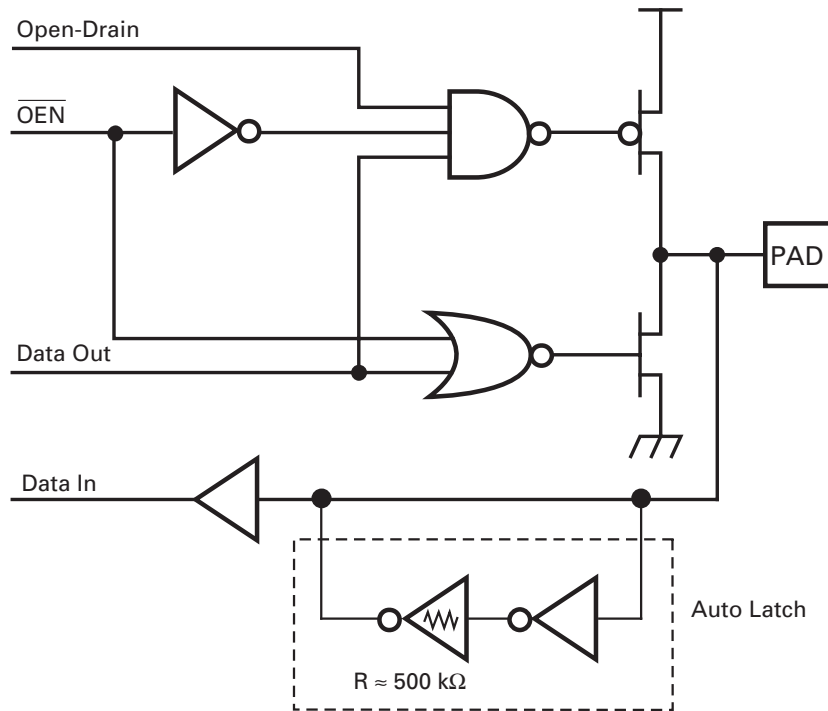 Open-Drain
OEN
PAD
Data Out
Data In
Auto Latch
R ≈ 500 kΩ